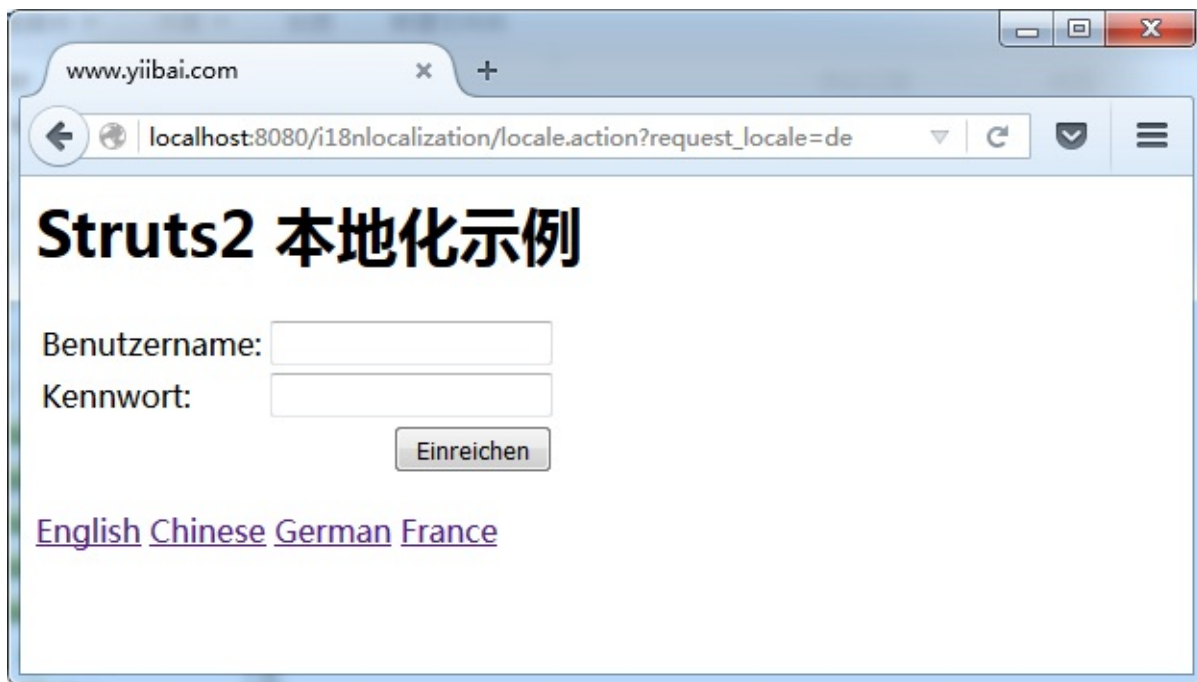 www.yiibai.com
localhost:8080/i18nlocalization/locale.action?request_locale=de
Struts2 本地化示例
Benutzername:
Kennwort:
Einreichen
English Chinese German France